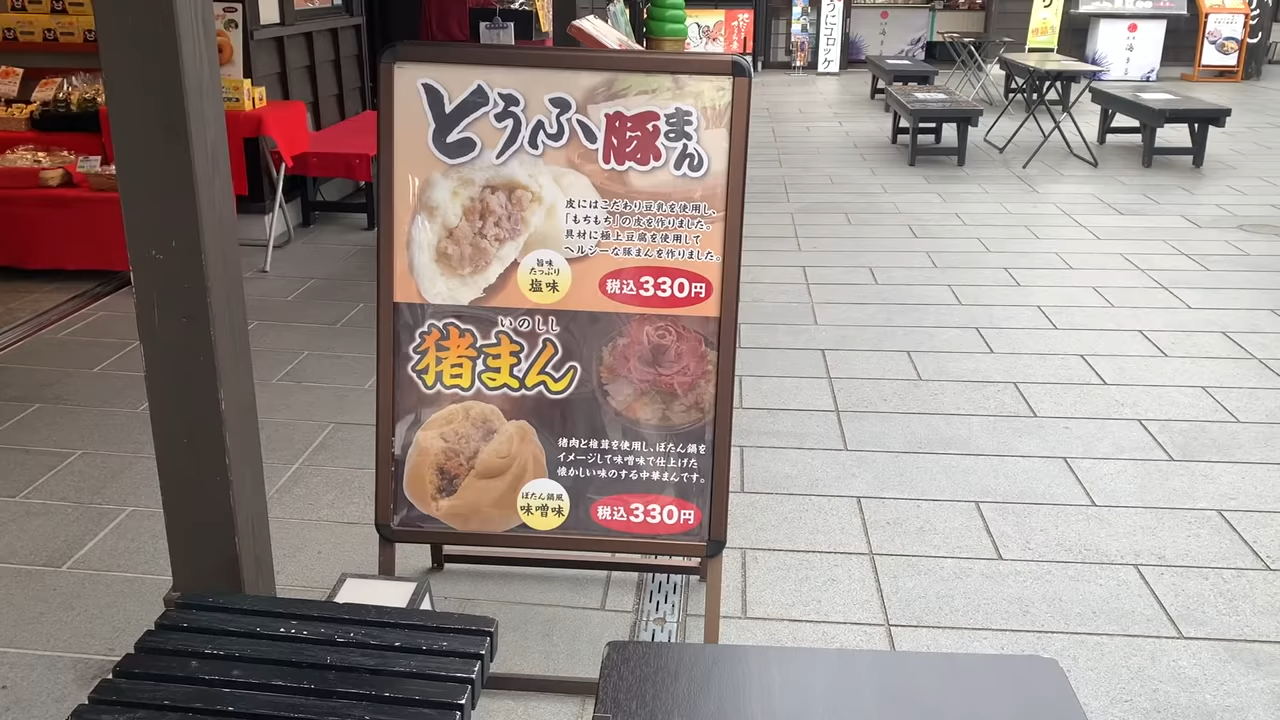 とうふ豚まん
皮にはこだわり豆乳を使用し、
「もちもち」の皮を作りました。
具材に極上豆腐を使用して
ヘルシーな豚まんを作りました。
旨味
たっぷり
塩味
税込330円
いのしし
猪まん
猪肉と椎茸を使用し、ぼたん鍋を
イメージして味噌味で仕上げた
懐かしい味のする中華まんです。
ぼたん鍋風
味噌味
税込330円
うにコロッケ